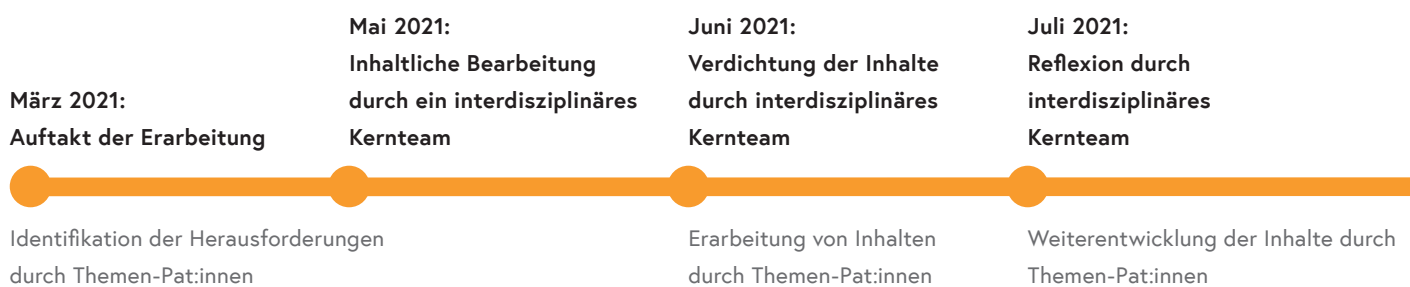 März 2021:
Auftakt der Erarbeitung
Mai 2021:
Inhaltliche Bearbeitung
durch ein interdisziplinäres
Kernteam
Juni 2021:
Verdichtung der Inhalte
durch interdisziplinäres
Kernteam
Juli 2021:
Reflexion durch
interdisziplinäres
Kernteam
Identifikation der Herausforderungen
durch Themen-Pat:innen
Erarbeitung von Inhalten
durch Themen-Pat:innen
Weiterentwicklung der Inhalte durch
Themen-Pat:innen